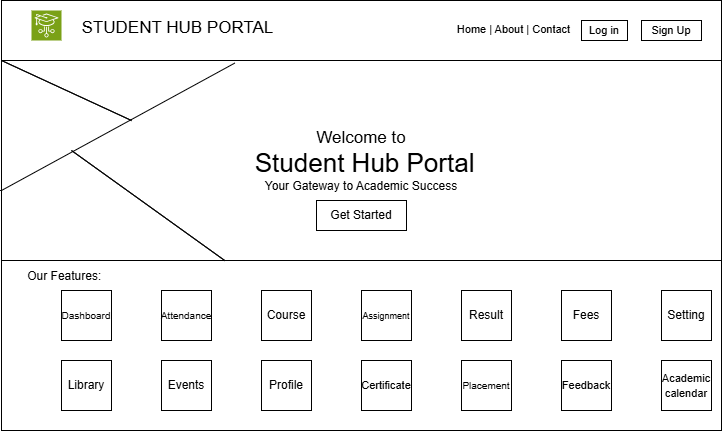 STUDENT HUB PORTAL
Home | About | Contact
Log in
Sign Up
Welcome to
Student Hub Portal
Your Gateway to Academic Success
Get Started
Our Features:
Dashboard
Attendance
Course
Assignment
Result
Fees
Setting
Library
Events
Profile
Certificate
Placement
Feedback
Academic
calendar